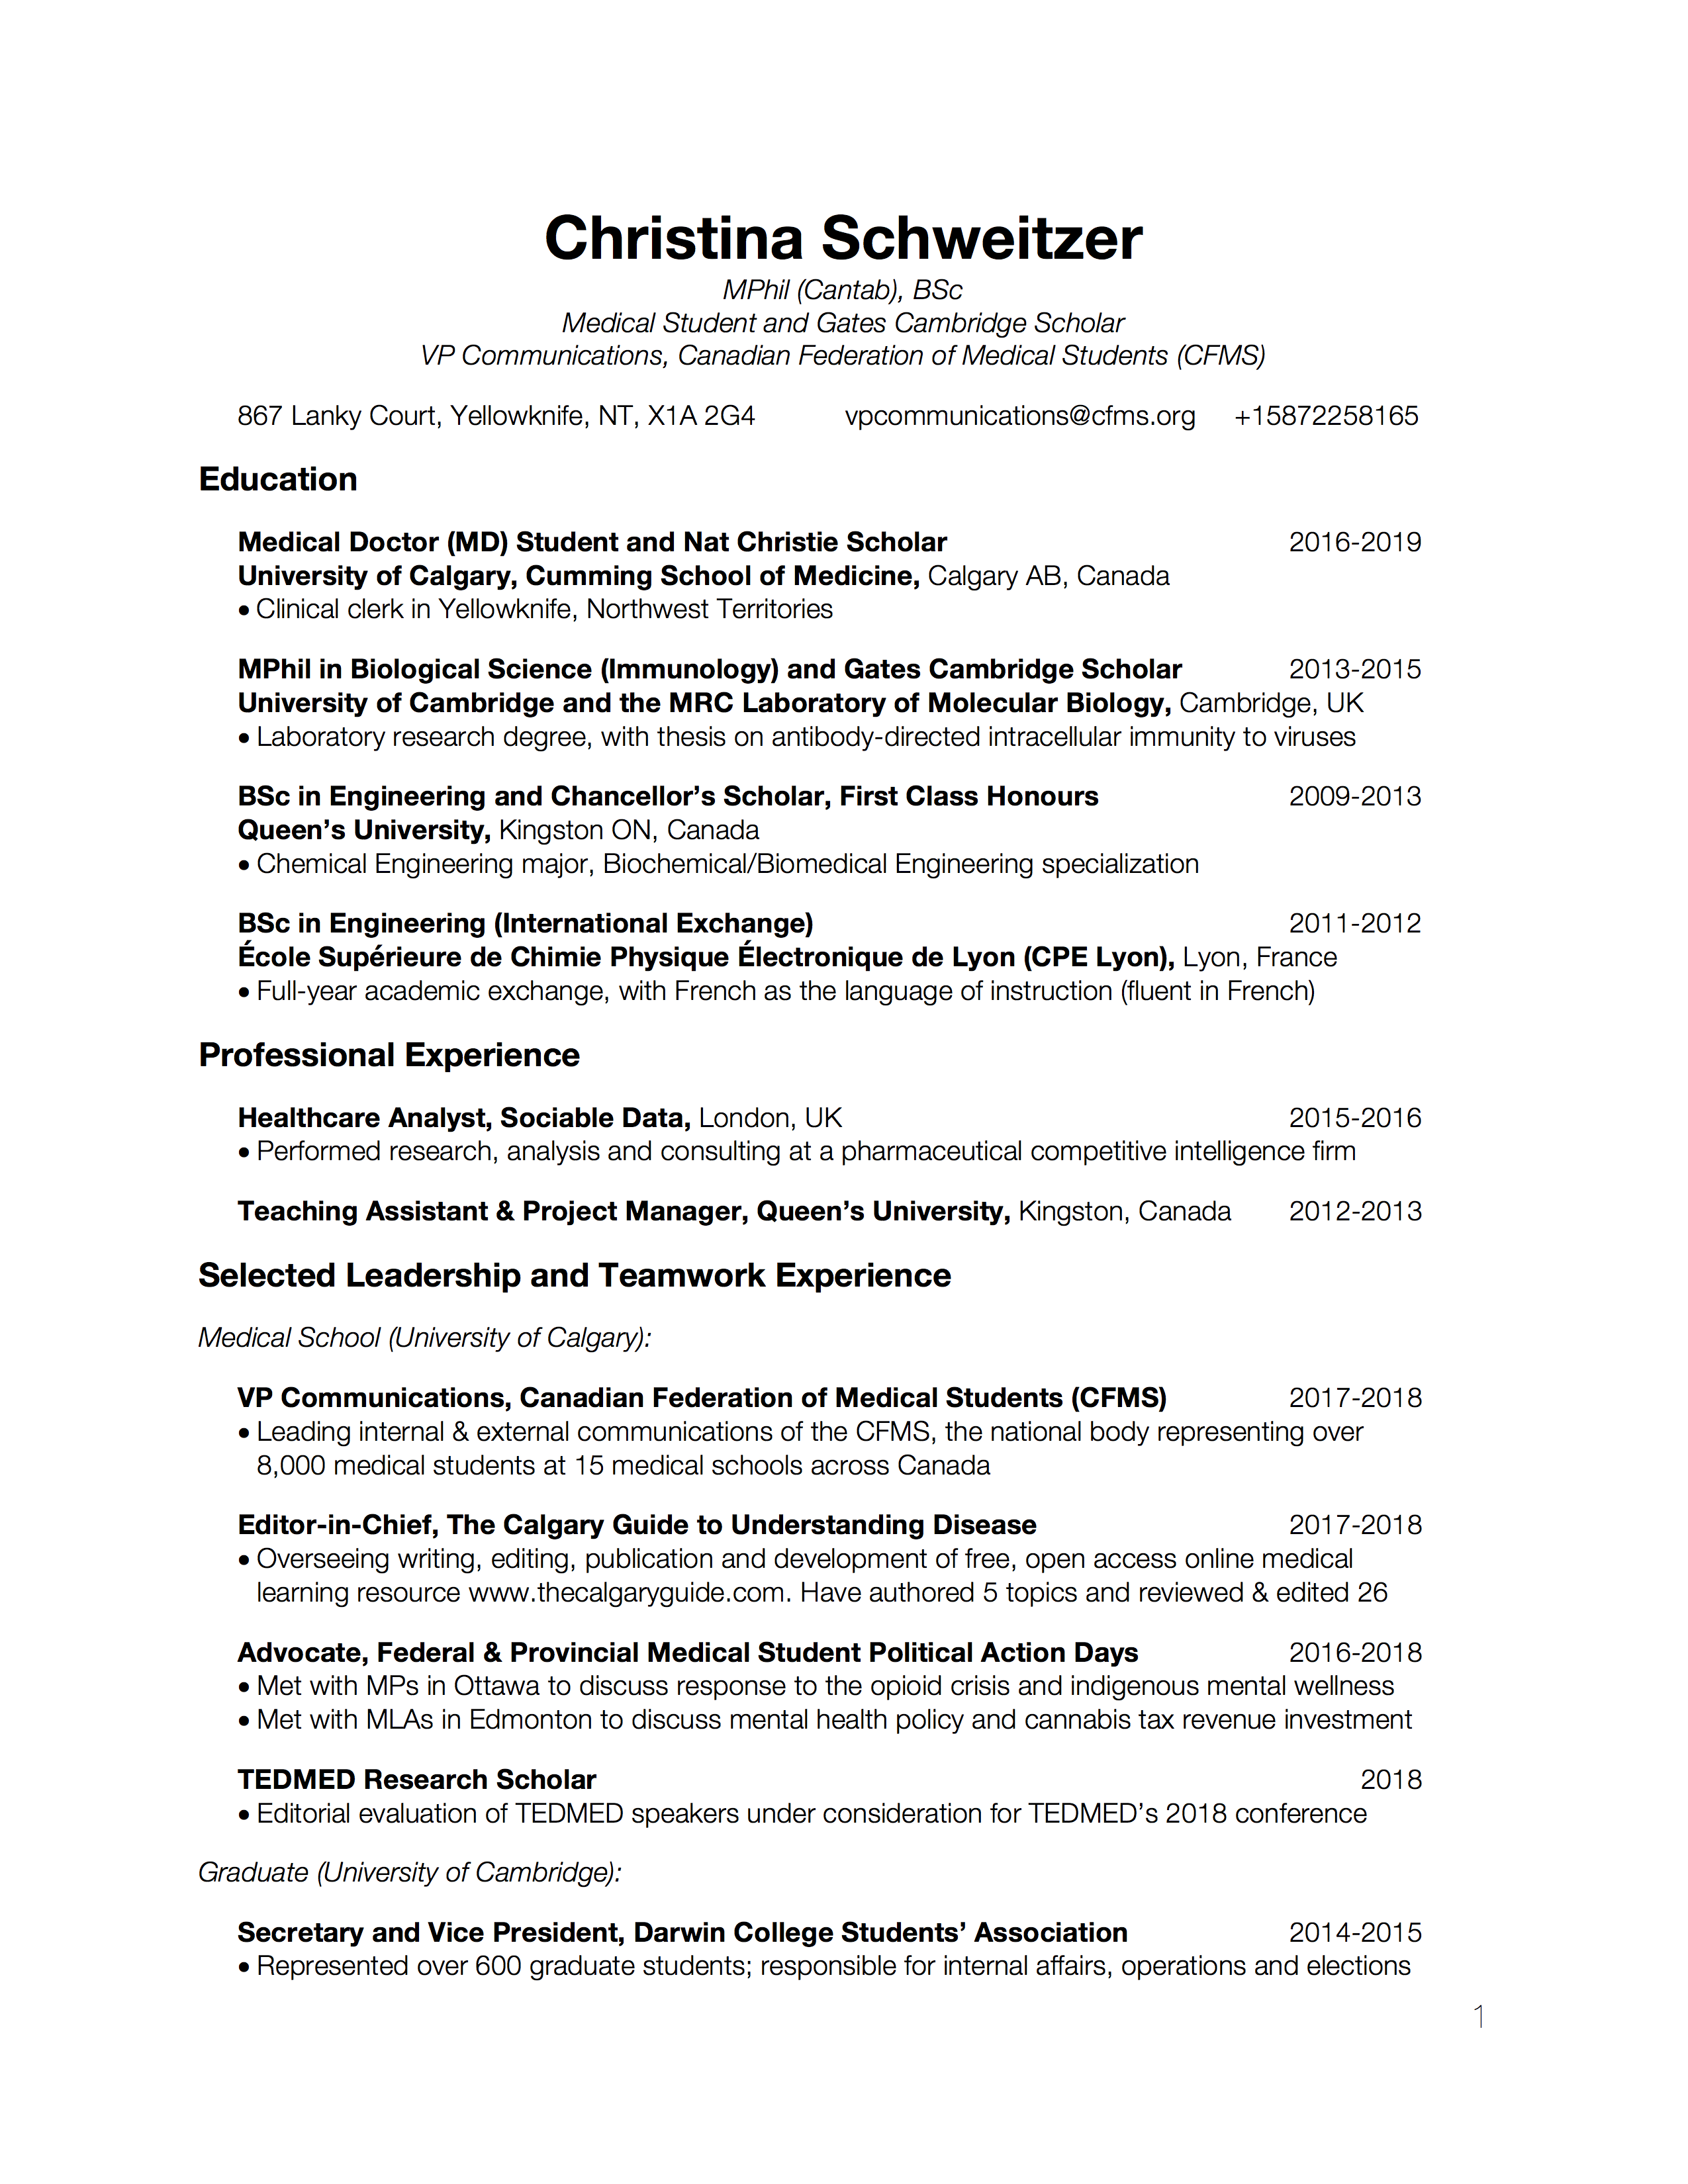 Christina Schweitzer
MPhil (Cantab), BSc
Medical Student and Gates Cambridge Scholar
VP Communications, Canadian Federation of Medical Students (CFMS)
867 Lanky Court, Yellowknife, NT, X1A 2G4 vpcommunications@cfms.org +15872258165
Education
Medical Doctor (MD) Student and Nat Christie Scholar 2016-2019
University of Calgary, Cumming School of Medicine, Calgary AB, Canada
• Clinical clerk in Yellowknife, Northwest Territories
MPhil in Biological Science (Immunology) and Gates Cambridge Scholar 2013-2015
University of Cambridge and the MRC Laboratory of Molecular Biology, Cambridge, UK
• Laboratory research degree, with thesis on antibody-directed intracellular immunity to viruses
BSc in Engineering and Chancellor’s Scholar, First Class Honours 2009-2013
Queen’s University, Kingston ON, Canada
• Chemical Engineering major, Biochemical/Biomedical Engineering specialization
BSc in Engineering (International Exchange) 2011-2012
École Supérieure de Chimie Physique Électronique de Lyon (CPE Lyon), Lyon, France
• Full-year academic exchange, with French as the language of instruction (fluent in French)
Professional Experience
Healthcare Analyst, Sociable Data, London, UK 2015-2016
• Performed research, analysis and consulting at a pharmaceutical competitive intelligence firm
Teaching Assistant & Project Manager, Queen’s University, Kingston, Canada 2012-2013
Selected Leadership and Teamwork Experience
Medical School (University of Calgary):
VP Communications, Canadian Federation of Medical Students (CFMS) 2017-2018
• Leading internal & external communications of the CFMS, the national body representing over
8,000 medical students at 15 medical schools across Canada
Editor-in-Chief, The Calgary Guide to Understanding Disease 2017-2018
• Overseeing writing, editing, publication and development of free, open access online medical
learning resource www.thecalgaryguide.com. Have authored 5 topics and reviewed & edited 26
Advocate, Federal & Provincial Medical Student Political Action Days 2016-2018
• Met with MPs in Ottawa to discuss response to the opioid crisis and indigenous mental wellness
• Met with MLAs in Edmonton to discuss mental health policy and cannabis tax revenue investment
TEDMED Research Scholar 2018
• Editorial evaluation of TEDMED speakers under consideration for TEDMED’s 2018 conference
Graduate (University of Cambridge):
Secretary and Vice President, Darwin College Students’ Association 2014-2015
• Represented over 600 graduate students; responsible for internal affairs, operations and elections
1